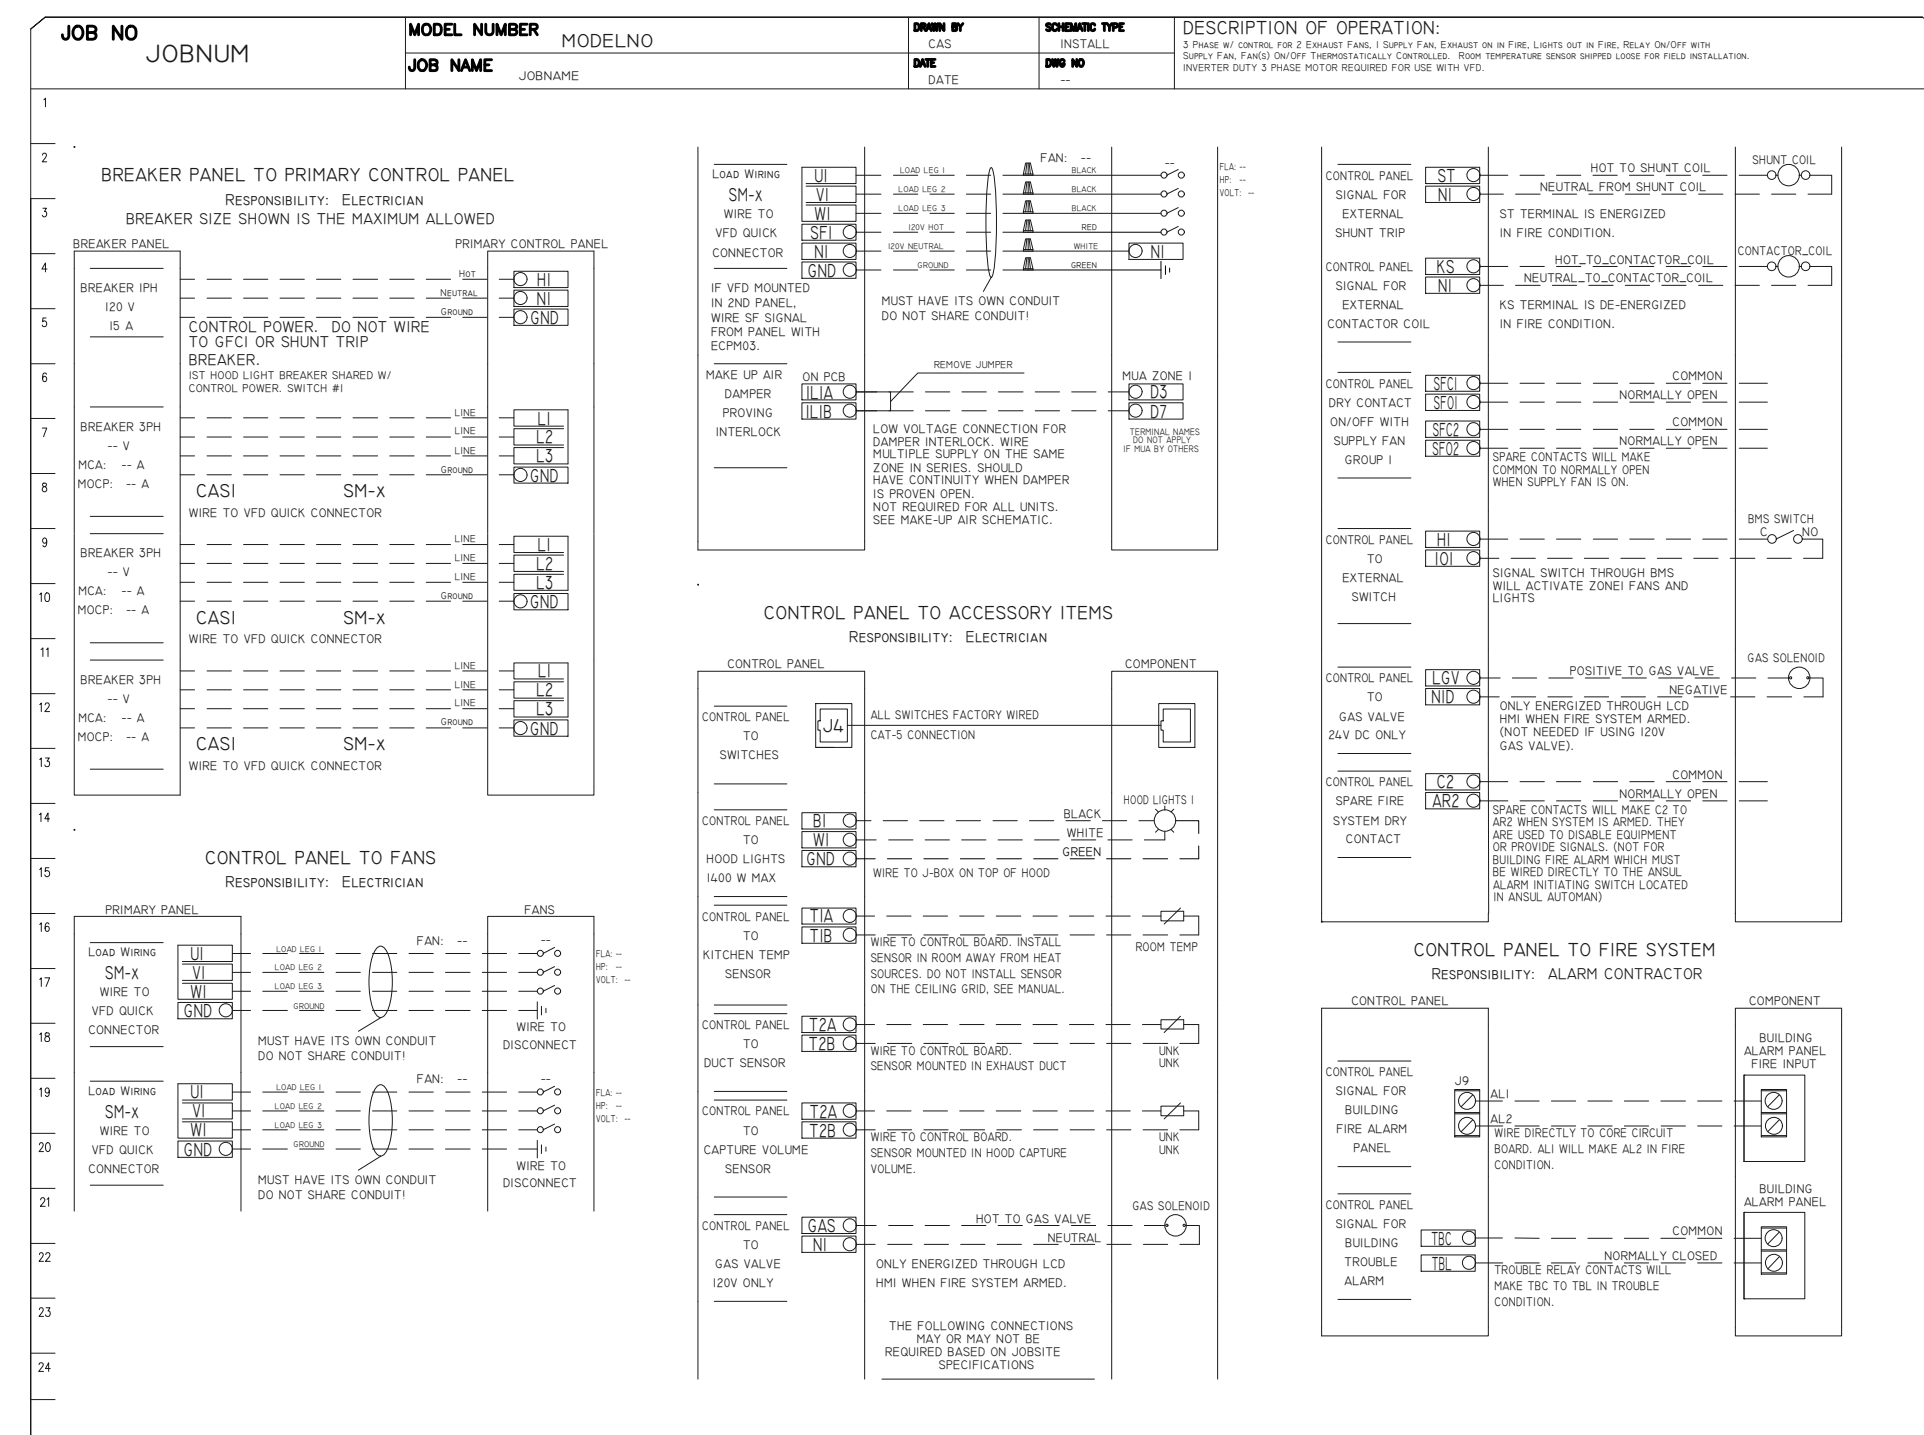 JOB NO
JOBNUM
MODEL NUMBER
MODELNO
JOB NAME
JOBNAME
DRAWN BY
CAS
DATE
DATE
SCHEMATIC TYPE
INSTALL
DWG NO
--
DESCRIPTION OF OPERATION:
3 PHASE W/ CONTROL FOR 2 EXHAUST FANS, 1 SUPPLY FAN, EXHAUST ON IN FIRE, LIGHTS OUT IN FIRE, RELAY ON/OFF WITH
SUPPLY FAN, FAN(S) ON/OFF THERMOSTATICALLY CONTROLLED. ROOM TEMPERATURE SENSOR SHIPPED LOOSE FOR FIELD INSTALLATION.
INVERTER DUTY 3 PHASE MOTOR REQUIRED FOR USE WITH VFD.
1
2
3
4
5
6
7
8
9
10
11
12
13
14
15
16
17
18
19
20
21
22
23
24
BREAKER PANEL TO PRIMARY CONTROL PANEL
RESPONSIBILITY: ELECTRICIAN
BREAKER SIZE SHOWN IS THE MAXIMUM ALLOWED
BREAKER PANEL
PRIMARY CONTROL PANEL
BREAKER 1PH
120 V
15 A
HOT
H1
NEUTRAL
N1
GROUND
GND
CONTROL POWER. DO NOT WIRE
TO GFCI OR SHUNT TRIP
BREAKER.
1ST HOOD LIGHT BREAKER SHARED W/
CONTROL POWER. SWITCH #1
BREAKER 3PH
-- V
MCA: -- A
MOCP: -- A
LINE
L1
LINE
L2
LINE
L3
GROUND
GND
CAS1 SM-x
WIRE TO VFD QUICK CONNECTOR
BREAKER 3PH
-- V
MCA: -- A
MOCP: -- A
LINE
L1
LINE
L2
LINE
L3
GROUND
GND
CAS1 SM-x
WIRE TO VFD QUICK CONNECTOR
BREAKER 3PH
-- V
MCA: -- A
MOCP: -- A
LINE
L1
LINE
L2
LINE
L3
GROUND
GND
CAS1 SM-x
WIRE TO VFD QUICK CONNECTOR
CONTROL PANEL TO FANS
RESPONSIBILITY: ELECTRICIAN
PRIMARY PANEL
FANS
LOAD WIRING
SM-x
WIRE TO
VFD QUICK
CONNECTOR
U1
V1
W1
GND
LOAD LEG 1
LOAD LEG 2
LOAD LEG 3
GROUND
FAN: --
--
FLA: --
HP: --
VOLT: --
MUST HAVE ITS OWN CONDUIT
DO NOT SHARE CONDUIT!
WIRE TO
DISCONNECT
LOAD WIRING
SM-x
WIRE TO
VFD QUICK
CONNECTOR
U1
V1
W1
GND
LOAD LEG 1
LOAD LEG 2
LOAD LEG 3
GROUND
FAN: --
--
FLA: --
HP: --
VOLT: --
MUST HAVE ITS OWN CONDUIT
DO NOT SHARE CONDUIT!
WIRE TO
DISCONNECT
LOAD WIRING
SM-x
WIRE TO
VFD QUICK
CONNECTOR
IF VFD MOUNTED
IN 2ND PANEL,
WIRE SF SIGNAL
FROM PANEL WITH
ECPM03.
U1
V1
W1
SF1
N1
GND
LOAD LEG 1
LOAD LEG 2
LOAD LEG 3
120V HOT
120V NEUTRAL
GROUND
FAN: --
BLACK
BLACK
BLACK
RED
WHITE
GREEN
--
N1
FLA: --
HP: --
VOLT: --
MUST HAVE ITS OWN CONDUIT
DO NOT SHARE CONDUIT!
MAKE UP AIR
DAMPER
PROVING
INTERLOCK
ON PCB
IL1A
IL1B
REMOVE JUMPER
MUA ZONE 1
D3
D7
TERMINAL NAMES
DO NOT APPLY
IF MUA BY OTHERS
LOW VOLTAGE CONNECTION FOR
DAMPER INTERLOCK. WIRE
MULTIPLE SUPPLY ON THE SAME
ZONE IN SERIES. SHOULD
HAVE CONTINUITY WHEN DAMPER
IS PROVEN OPEN.
NOT REQUIRED FOR ALL UNITS.
SEE MAKE-UP AIR SCHEMATIC.
CONTROL PANEL TO ACCESSORY ITEMS
RESPONSIBILITY: ELECTRICIAN
CONTROL PANEL
COMPONENT
CONTROL PANEL
TO
SWITCHES
J4
ALL SWITCHES FACTORY WIRED
CAT-5 CONNECTION
CONTROL PANEL
TO
HOOD LIGHTS
1400 W MAX
B1
W1
GND
BLACK
WHITE
GREEN
HOOD LIGHTS 1
WIRE TO J-BOX ON TOP OF HOOD
CONTROL PANEL
TO
KITCHEN TEMP
SENSOR
T1A
T1B
WIRE TO CONTROL BOARD. INSTALL
SENSOR IN ROOM AWAY FROM HEAT
SOURCES. DO NOT INSTALL SENSOR
ON THE CEILING GRID, SEE MANUAL.
ROOM TEMP
CONTROL PANEL
TO
DUCT SENSOR
T2A
T2B
WIRE TO CONTROL BOARD.
SENSOR MOUNTED IN EXHAUST DUCT
UNK
UNK
CONTROL PANEL
TO
CAPTURE VOLUME
SENSOR
T2A
T2B
WIRE TO CONTROL BOARD.
SENSOR MOUNTED IN HOOD CAPTURE
VOLUME.
UNK
UNK
CONTROL PANEL
TO
GAS VALVE
120V ONLY
GAS
N1
HOT TO GAS VALVE
NEUTRAL
GAS SOLENOID
ONLY ENERGIZED THROUGH LCD
HMI WHEN FIRE SYSTEM ARMED.
THE FOLLOWING CONNECTIONS
MAY OR MAY NOT BE
REQUIRED BASED ON JOBSITE
SPECIFICATIONS
CONTROL PANEL
SIGNAL FOR
EXTERNAL
SHUNT TRIP
ST
N1
HOT TO SHUNT COIL
NEUTRAL FROM SHUNT COIL
SHUNT COIL
ST TERMINAL IS ENERGIZED
IN FIRE CONDITION.
CONTROL PANEL
SIGNAL FOR
EXTERNAL
CONTACTOR COIL
KS
N1
HOT_TO_CONTACTOR_COIL
NEUTRAL_TO_CONTACTOR_COIL
CONTACTOR_COIL
KS TERMINAL IS DE-ENERGIZED
IN FIRE CONDITION.
CONTROL PANEL
DRY CONTACT
ON/OFF WITH
SUPPLY FAN
GROUP 1
SFC1
SFO1
SFC2
SFO2
COMMON
NORMALLY OPEN
COMMON
NORMALLY OPEN
SPARE CONTACTS WILL MAKE
COMMON TO NORMALLY OPEN
WHEN SUPPLY FAN IS ON.
CONTROL PANEL
TO
EXTERNAL
SWITCH
H1
IO1
BMS SWITCH
C NO
SIGNAL SWITCH THROUGH BMS
WILL ACTIVATE ZONE1 FANS AND
LIGHTS
CONTROL PANEL
TO
GAS VALVE
24V DC ONLY
LGV
NID
POSITIVE TO GAS VALVE
NEGATIVE
GAS SOLENOID
ONLY ENERGIZED THROUGH LCD
HMI WHEN FIRE SYSTEM ARMED.
(NOT NEEDED IF USING 120V
GAS VALVE).
CONTROL PANEL
SPARE FIRE
SYSTEM DRY
CONTACT
C2
AR2
COMMON
NORMALLY OPEN
SPARE CONTACTS WILL MAKE C2 TO
AR2 WHEN SYSTEM IS ARMED. THEY
ARE USED TO DISABLE EQUIPMENT
OR PROVIDE SIGNALS. (NOT FOR
BUILDING FIRE ALARM WHICH MUST
BE WIRED DIRECTLY TO THE ANSUL
ALARM INITIATING SWITCH LOCATED
IN ANSUL AUTOMAN)
CONTROL PANEL TO FIRE SYSTEM
RESPONSIBILITY: ALARM CONTRACTOR
CONTROL PANEL
COMPONENT
CONTROL PANEL
SIGNAL FOR
BUILDING
FIRE ALARM
PANEL
J9
AL1
AL2
WIRE DIRECTLY TO CORE CIRCUIT
BOARD. AL1 WILL MAKE AL2 IN FIRE
CONDITION.
BUILDING
ALARM PANEL
FIRE INPUT
CONTROL PANEL
SIGNAL FOR
BUILDING
TROUBLE
ALARM
TBC
TBL
COMMON
NORMALLY CLOSED
TROUBLE RELAY CONTACTS WILL
MAKE TBC TO TBL IN TROUBLE
CONDITION.
BUILDING
ALARM PANEL